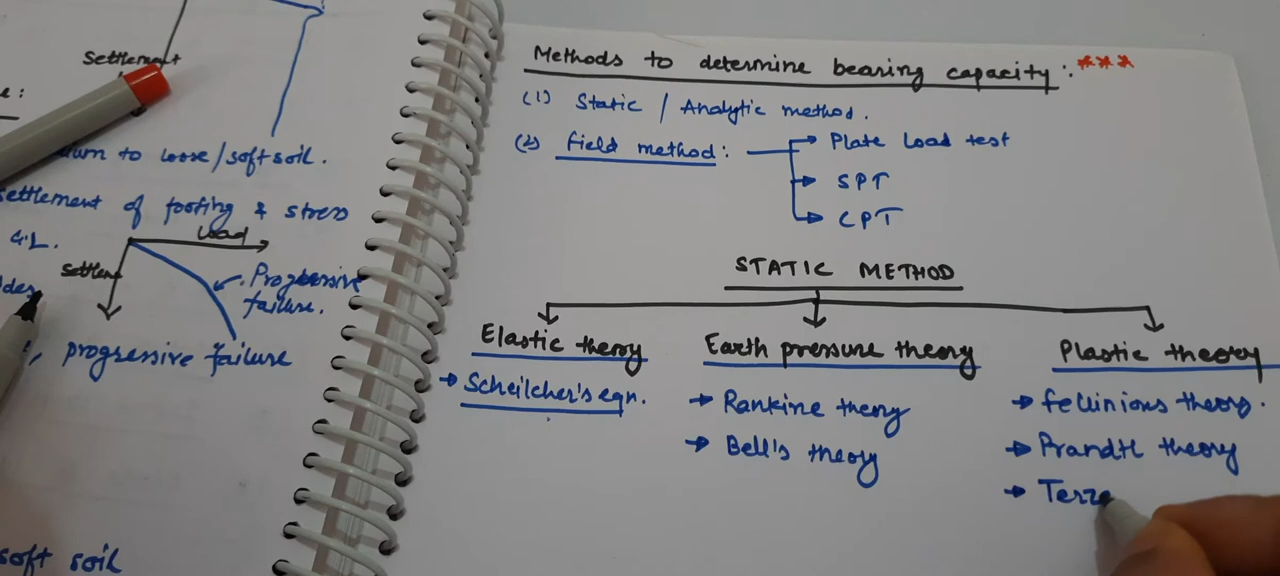 Settlement
e:
to loose/soft soil.
settlement of footing & stress
G.L.
Load
Settlem
Progressive
failure.
progressive failure
soft soil
Methods to determine bearing capacity: ***
(1) Static / Analytic method.
(2) field method:
Plate load test
SPT
CPT
STATIC METHOD
Elastic theory
→ Scheilcher's eqn.
Earth pressure theory
→ Rankine theory
→ Bell's theory
Plastic theory
→ fellinious theory.
→ Prandtl theory
→ Terza